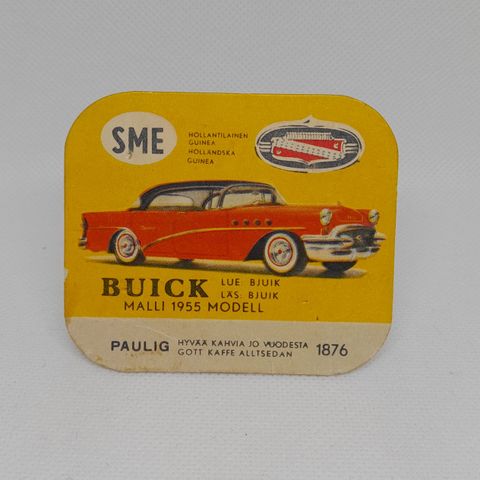 SME
HOLLANTILAINEN
GUINEA
HOLLÄNDSKA
GUINEA
BUICK
LUE: BJUIK
LÄS: BJUIK
MALLI 1955 MODELL
PAULIG
HYVÄÄ KAHVIA JO VUODESTA
GOTT KAFFE ALLTSEDAN
1876